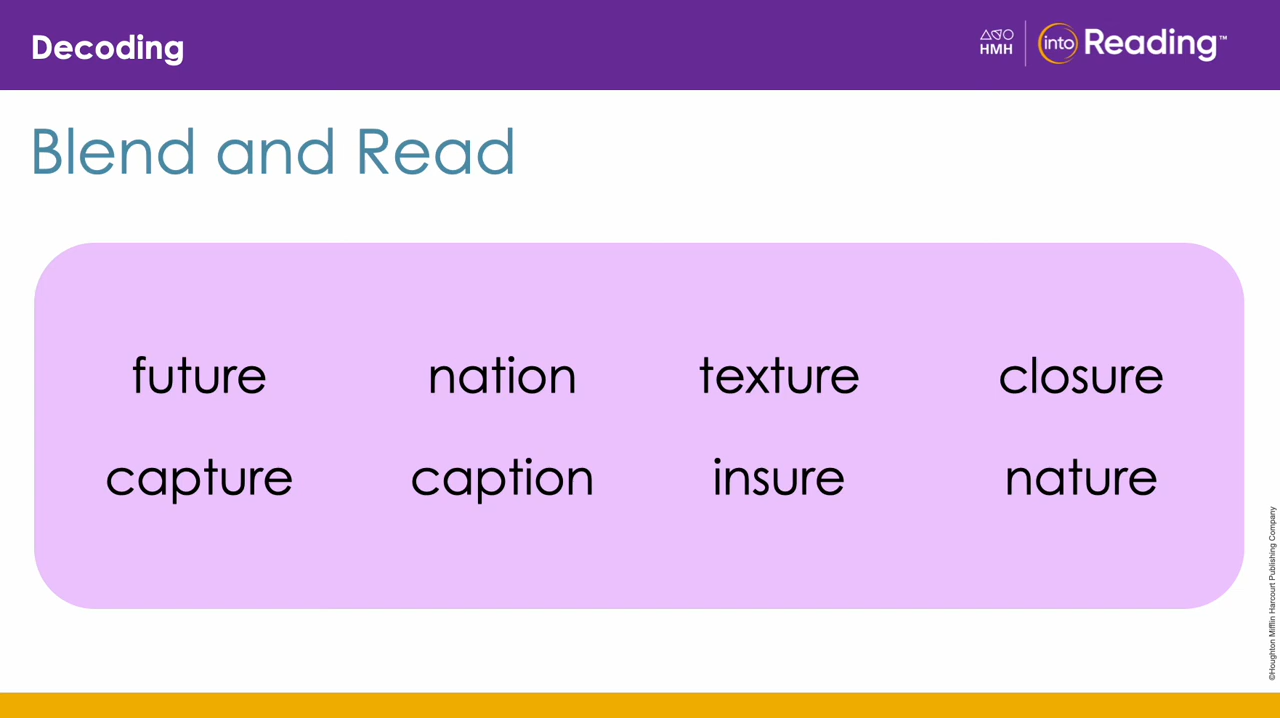 Decoding
HMH
into Reading™
Blend and Read
future nation texture closure
capture caption insure nature
©Houghton Mifflin Harcourt Publishing Company